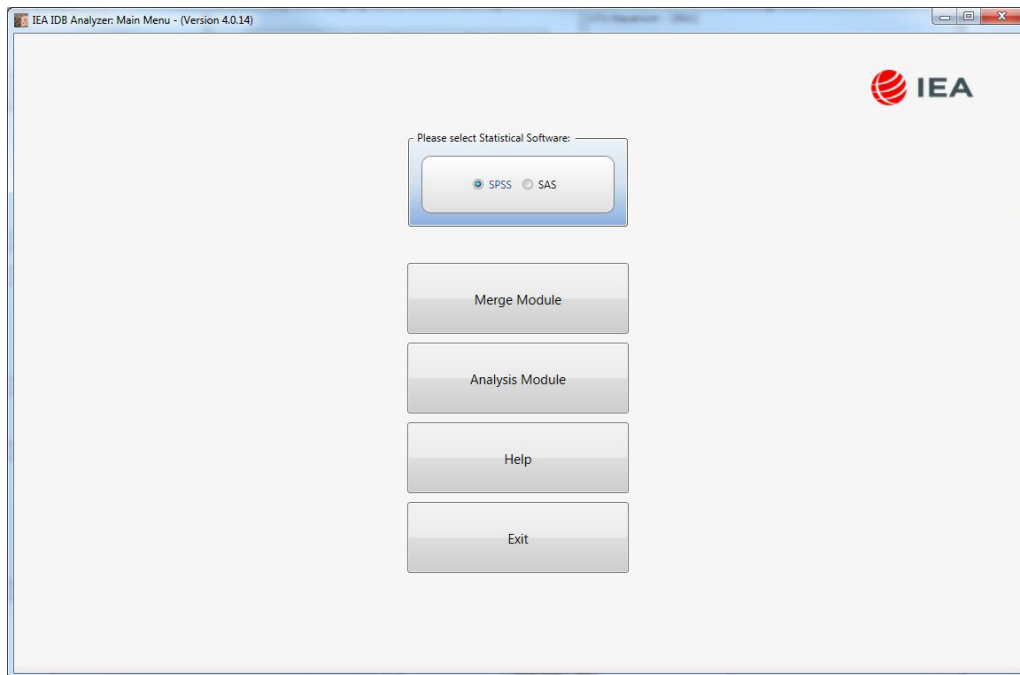 IEA IDB Analyzer: Main Menu - (Version 4.0.14)
IEA
Please select Statistical Software:
SPSS SAS
Merge Module
Analysis Module
Help
Exit